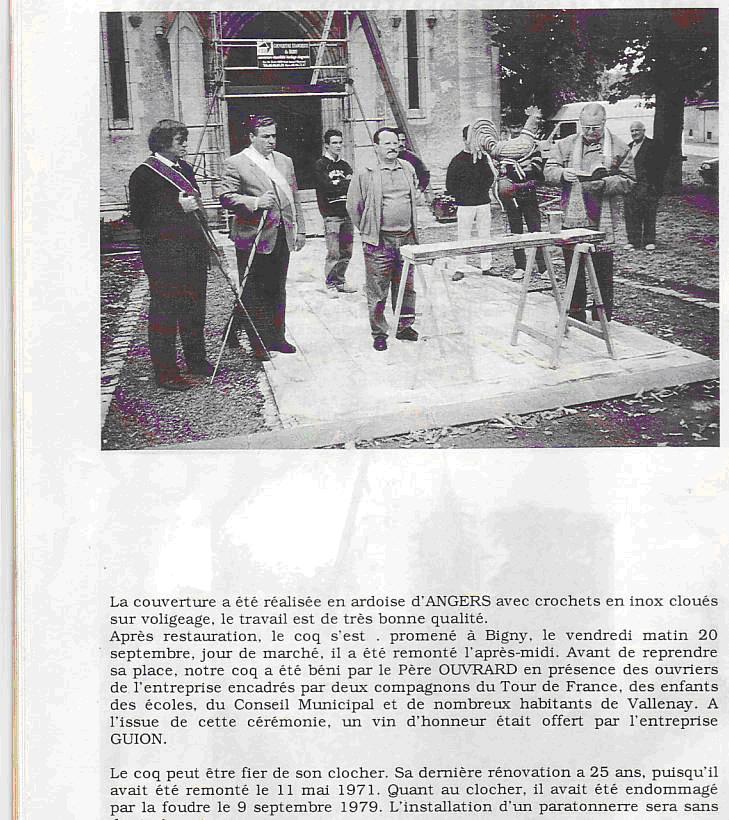 COUVERTURE
La couverture a été réalisée en ardoise d'ANGERS avec crochets en inox cloués
sur voligeage, le travail est de très bonne qualité.
Après restauration, le coq s'est . promené à Bigny, le vendredi matin 20
septembre, jour de marché, il a été remonté l'après-midi. Avant de reprendre
sa place, notre coq a été béni par le Père OUVRARD en présence des ouvriers
de l'entreprise encadrés par deux compagnons du Tour de France, des enfants
des écoles, du Conseil Municipal et de nombreux habitants de Vallenay. A
l'issue de cette cérémonie, un vin d'honneur était offert par l'entreprise
GUION.
Le coq peut être fier de son clocher. Sa dernière rénovation a 25 ans, puisqu'il
avait été remonté le 11 mai 1971. Quant au clocher, il avait été endommagé
par la foudre le 9 septembre 1979. L'installation d'un paratonnerre sera sans